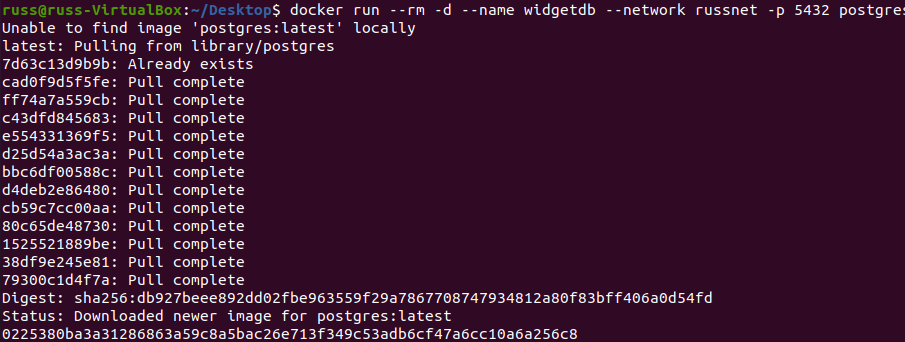 russ@russ-VirtualBox:~/Desktop$ docker run --rm -d --name widgetdb --network russnet -p 5432 postgres
Unable to find image 'postgres:latest' locally
latest: Pulling from library/postgres
7d63c13d9b9b: Already exists
cad0f9d5f5fe: Pull complete
ff74a7a559cb: Pull complete
c43dfd845683: Pull complete
e554331369f5: Pull complete
d25d54a3ac3a: Pull complete
bbc6df00588c: Pull complete
d4deb2e86480: Pull complete
cb59c7cc00aa: Pull complete
80c65de48730: Pull complete
1525521889be: Pull complete
38df9e245e81: Pull complete
79300c1d4f7a: Pull complete
Digest: sha256:db927beee892dd02fbe963559f29a7867708747934812a80f83bff406a0d54fd
Status: Downloaded newer image for postgres:latest
0225380ba3a31286863a59c8a5bac26e713f349c53adb6cf47a6cc10a6a256c8